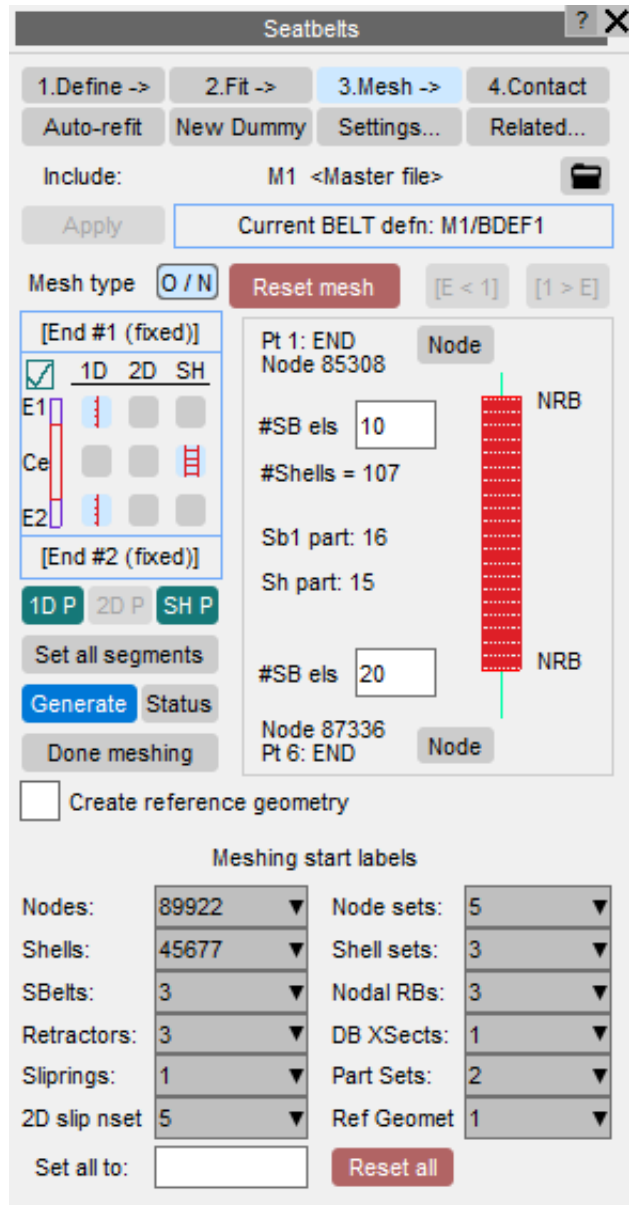 Seatbelts ? X
1.Define -> 2.Fit -> 3.Mesh -> 4.Contact
Auto-refit New Dummy Settings... Related...
Include: M1 <Master file>
Apply Current BELT defn: M1/BDEF1
Mesh type O / N Reset mesh [E < 1] [1 > E]
[End #1 (fixed)]
1D 2D SH
E1
Ce
E2
[End #2 (fixed)]
1D P 2D P SH P
Set all segments
Generate Status
Done meshing
Pt 1: END Node
Node 85308
NRB
#SB els 10
#Shells = 107
Sb1 part: 16
Sh part: 15
NRB
#SB els 20
Node 87336
Pt 6: END Node
Create reference geometry
Meshing start labels
Nodes: 89922 Node sets: 5
Shells: 45677 Shell sets: 3
SBelts: 3 Nodal RBs: 3
Retractors: 3 DB XSects: 1
Sliprings: 1 Part Sets: 2
2D slip nset 5 Ref Geomet 1
Set all to: Reset all